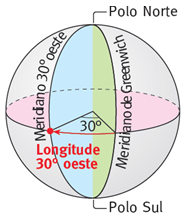 Polo Norte
Meridiano 30° oeste
Meridiano de Greenwich
30°
Longitude
30° oeste
Polo Sul